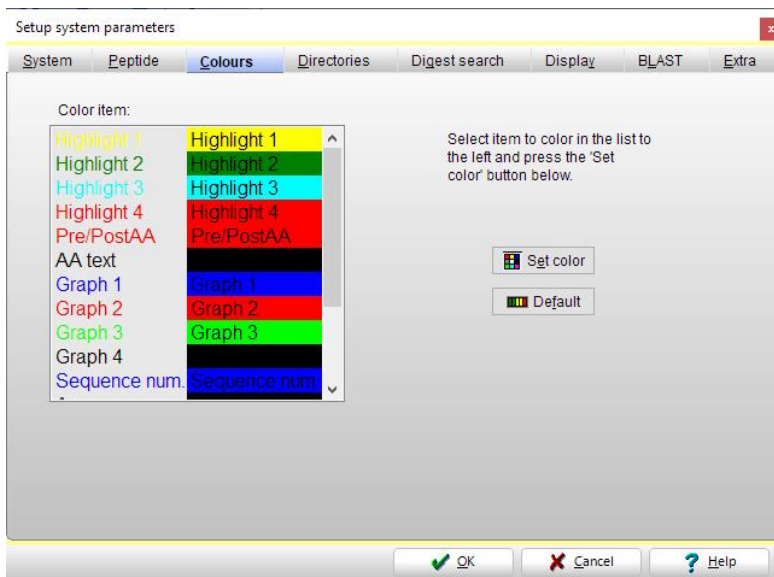 Setup system parameters
System Peptide Colours Directories Digest search Display BLAST Extra
Color item:
Highlight 1 Highlight 1
Highlight 2 Highlight 2
Highlight 3 Highlight 3
Highlight 4 Highlight 4
Pre/PostAA Pre/PostAA
AA text
Graph 1 Graph 1
Graph 2 Graph 2
Graph 3 Graph 3
Graph 4
Sequence num. Sequence num.
Select item to color in the list to
the left and press the 'Set
color' button below.
Set color
Default
OK Cancel Help